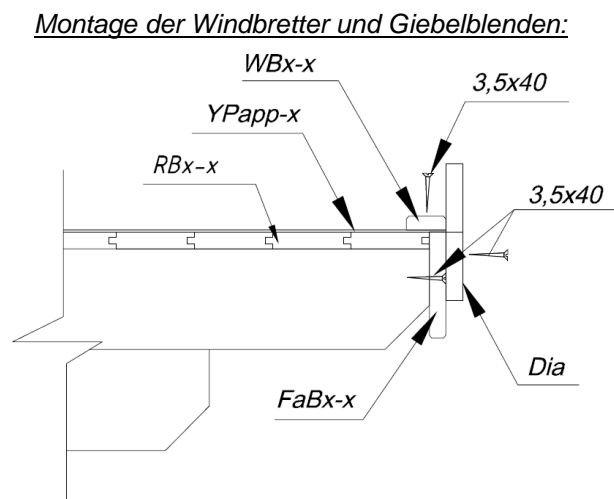 Montage der Windbretter und Giebelblenden:
WBx-x
3,5x40
YPapp-x
RBx-x
3,5x40
Dia
FaBx-x